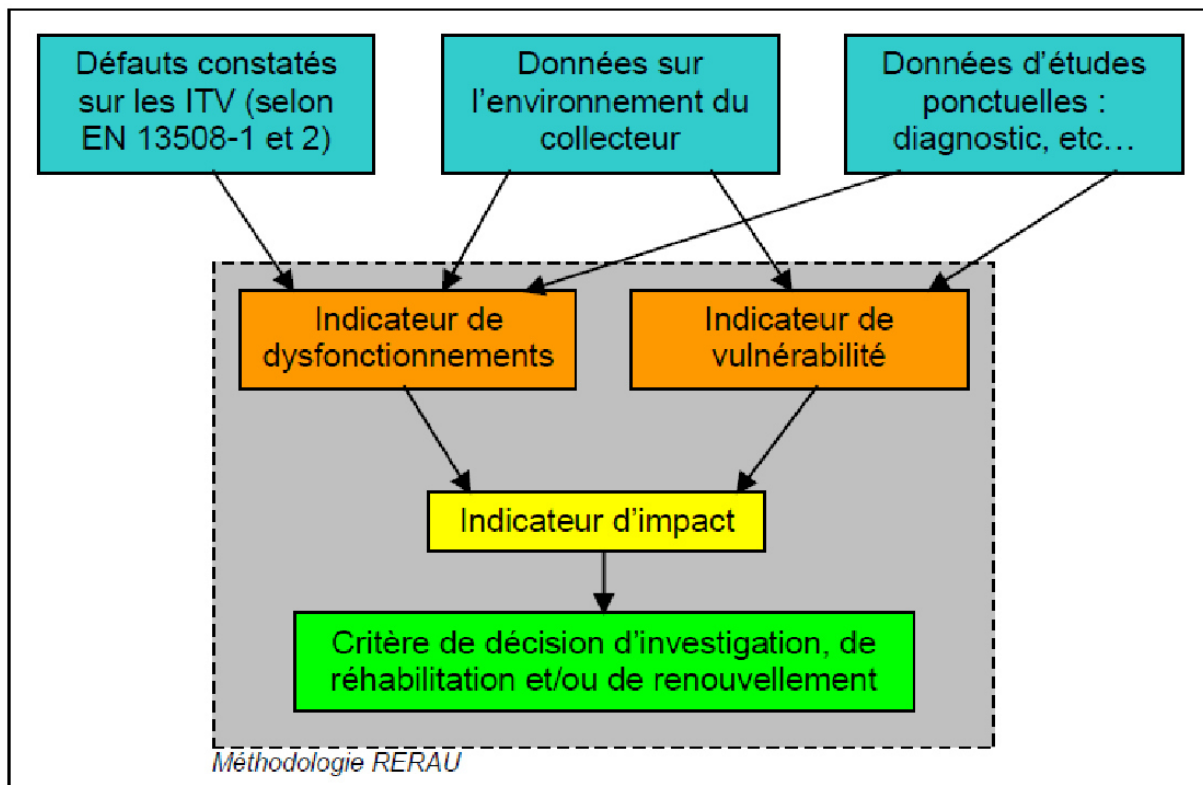 Défauts constatés
sur les ITV (selon
EN 13508-1 et 2)
Données sur
l'environnement du
collecteur
Données d'études
ponctuelles :
diagnostic, etc…
Indicateur de
dysfonctionnements
Indicateur de
vulnérabilité
Indicateur d'impact
Critère de décision d'investigation, de
réhabilitation et/ou de renouvellement
Méthodologie RERAU